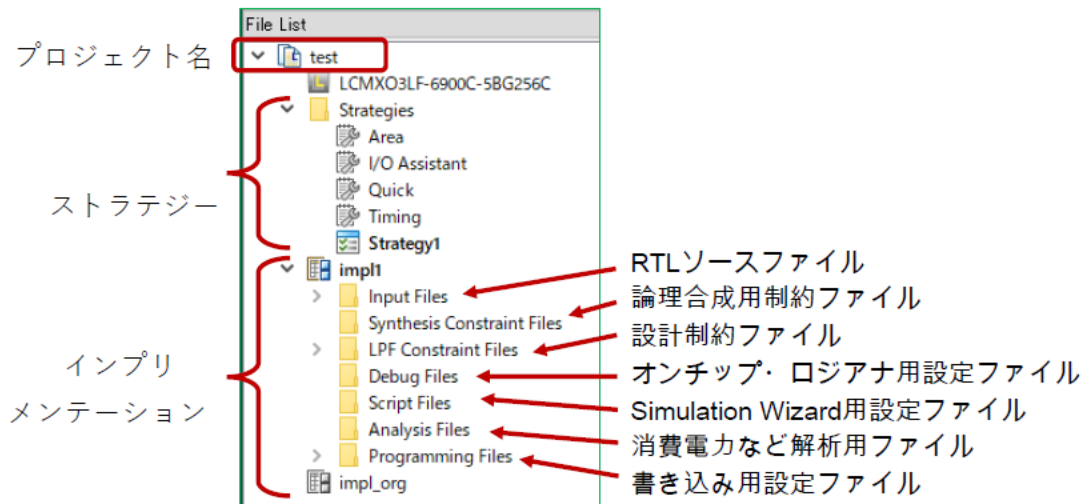 File List
プロジェクト名
test
LCMXO3LF-6900C-5BG256C
Strategies
Area
I/O Assistant
Quick
ストラテジー
Timing
Strategy1
impl1
RTLソースファイル
Input Files
論理合成用制約ファイル
Synthesis Constraint Files
設計制約ファイル
LPF Constraint Files
インプリ
メンテーション
Debug Files
オンチップ・ロジアナ用設定ファイル
Script Files
Simulation Wizard用設定ファイル
Analysis Files
消費電力など解析用ファイル
Programming Files
書き込み用設定ファイル
impl_org